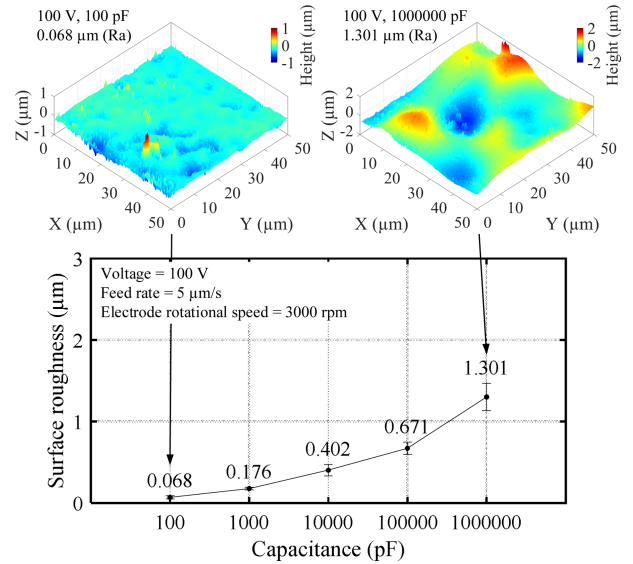 100 V, 100 pF
0.068 µm (Ra)
1
0
-1
Height (µm)
Z (µm)
1
0
-1
0
10
20
30
40
50
X (µm)
0
10
20
30
40
50
Y (µm)
100 V, 1000000 pF
1.301 µm (Ra)
2
0
-2
Height (µm)
Z (µm)
2
0
-2
0
10
20
30
40
50
X (µm)
0
10
20
30
40
50
Y (µm)
Voltage = 100 V
Feed rate = 5 µm/s
Electrode rotational speed = 3000 rpm
Surface roughness (µm)
3
2
1
0
0.068
0.176
0.402
0.671
1.301
100
1000
10000
100000
1000000
Capacitance (pF)